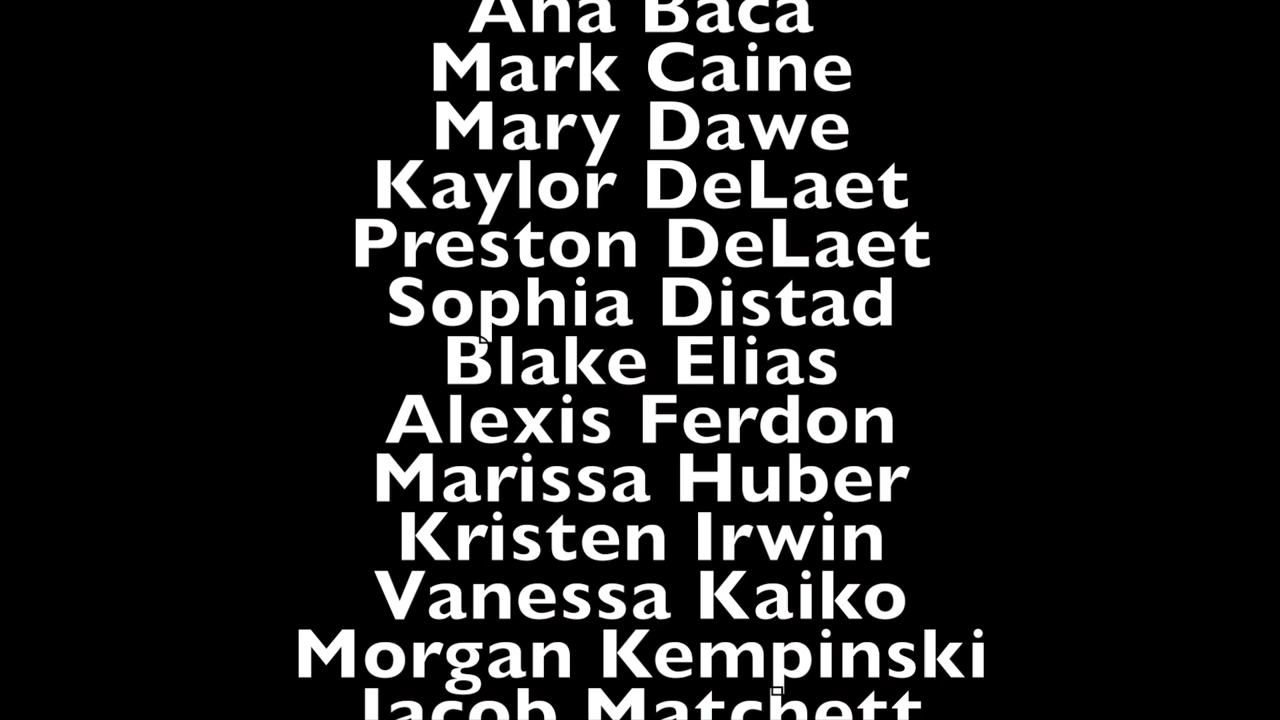 Ana Baca
Mark Caine
Mary Dawe
Kaylor DeLaet
Preston DeLaet
Sophia Distad
Blake Elias
Alexis Ferdon
Marissa Huber
Kristen Irwin
Vanessa Kaiko
Morgan Kempinski
Jacob Matchett